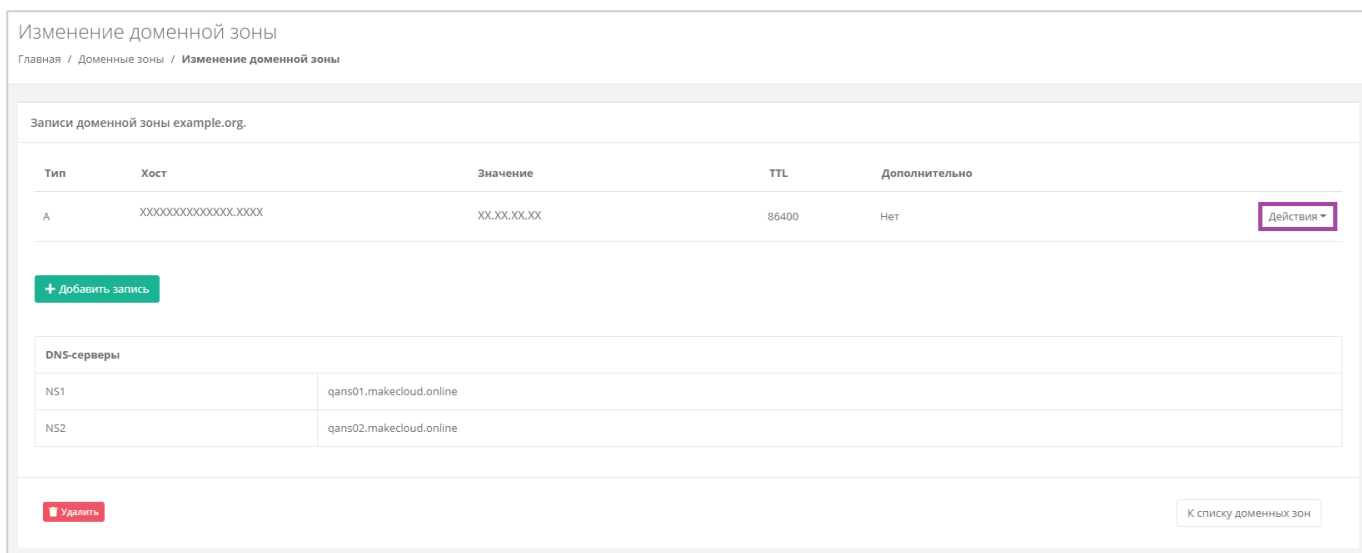 Изменение доменной зоны
Главная / Доменные зоны / Изменение доменной зоны
Записи доменной зоны example.org.
Тип Хост Значение TTL Дополнительно
A XXXXXXXXXXXXXX.XXXX XX.XX.XX.XX 86400 Нет Действия
+ Добавить запись
DNS-серверы
NS1 qans01.makecloud.online
NS2 qans02.makecloud.online
Удалить К списку доменных зон